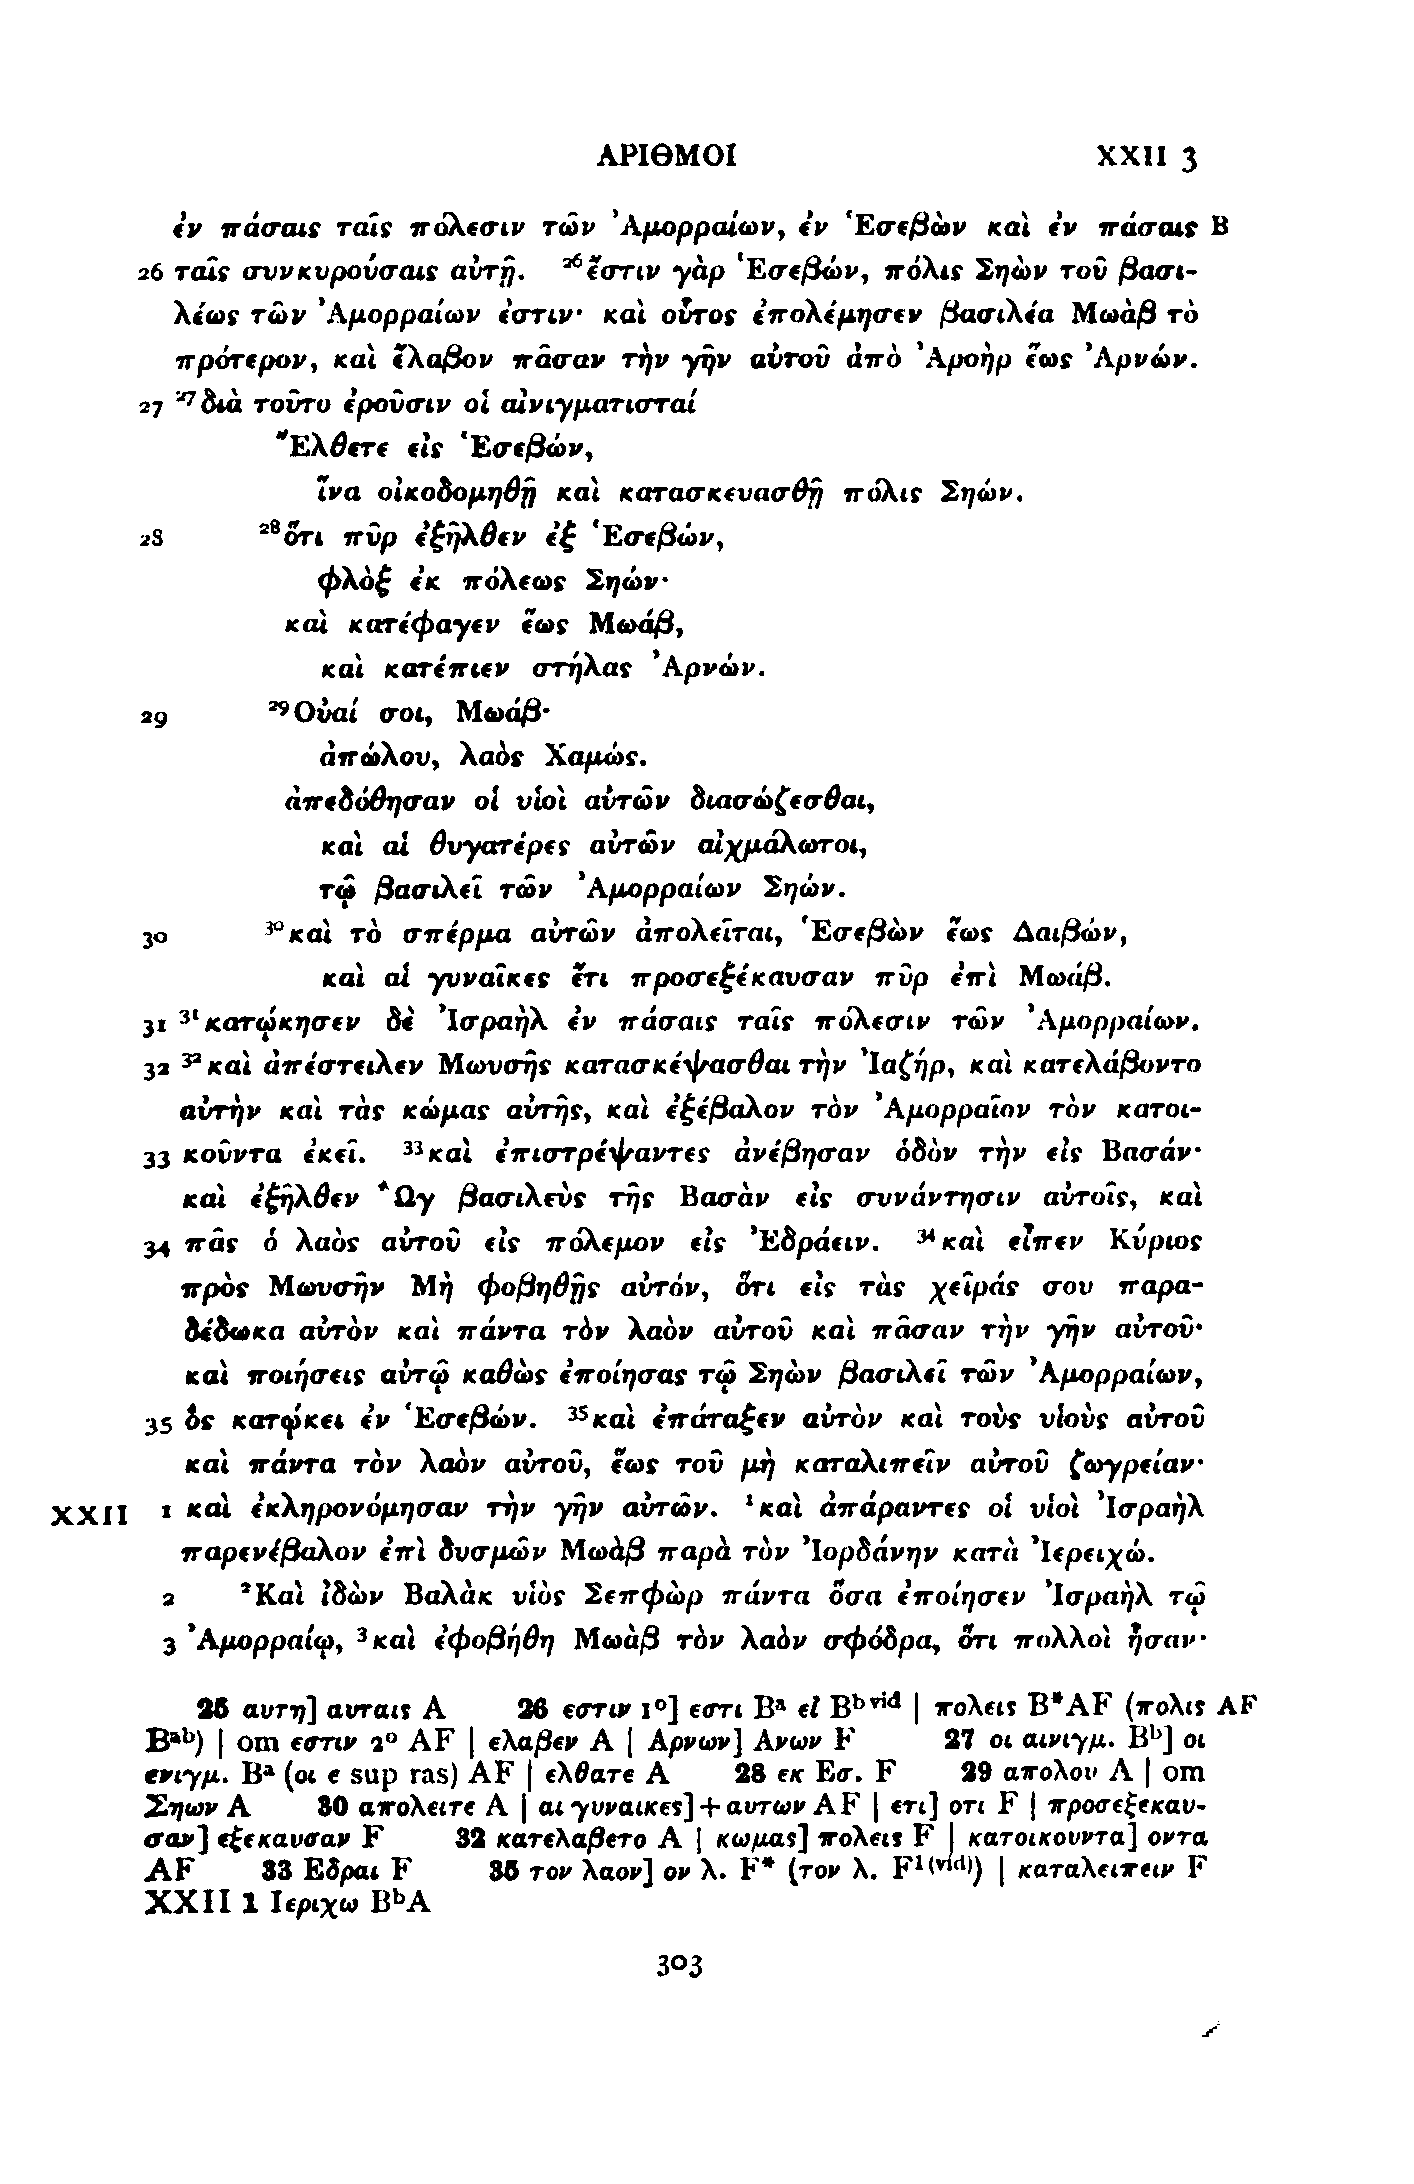 ΑΡΙΘΜΟΙ XXII 3
ἐν πάσαις ταῖς πόλεσιν τῶν Ἀμορραίων, ἐν Ἑσεβὼν καὶ ἐν πάσαις B
26 ταῖς συνκυρούσαις αὐτῇ. ²⁶ἔστιν γὰρ Ἑσεβών, πόλις Σηὼν τοῦ βασι-
λέως τῶν Ἀμορραίων ἐστιν· καὶ οὗτος ἐπολέμησεν βασιλέα Μωὰβ τὸ
πρότερον, καὶ ἔλαβον πᾶσαν τὴν γῆν αὐτοῦ ἀπὸ Ἀροὴρ ἕως Ἀρνών.
27 ²⁷διὰ τοῦτο ἐροῦσιν οἱ αἰνιγματισταί
Ἔλθετε εἰς Ἑσεβών,
ἵνα οἰκοδομηθῇ καὶ κατασκευασθῇ πόλις Σηών.
28 ²⁸ὅτι πῦρ ἐξῆλθεν ἐξ Ἑσεβών,
φλὸξ ἐκ πόλεως Σηών·
καὶ κατέφαγεν ἕως Μωάβ,
καὶ κατέπιεν στήλας Ἀρνών.
29 ²⁹Οὐαί σοι, Μωάβ·
ἀπώλου, λαὸς Χαμώς.
ἀπεδόθησαν οἱ υἱοὶ αὐτῶν διασώζεσθαι,
καὶ αἱ θυγατέρες αὐτῶν αἰχμάλωτοι,
τῷ βασιλεῖ τῶν Ἀμορραίων Σηών.
30 ³⁰καὶ τὸ σπέρμα αὐτῶν ἀπολεῖται, Ἑσεβὼν ἕως Δαιβών,
καὶ αἱ γυναῖκες ἔτι προσεξέκαυσαν πῦρ ἐπὶ Μωάβ.
31 ³¹κατῴκησεν δὲ Ἰσραὴλ ἐν πάσαις ταῖς πόλεσιν τῶν Ἀμορραίων.
32 ³²καὶ ἀπέστειλεν Μωυσῆς κατασκέψασθαι τὴν Ἰαζήρ, καὶ κατελάβοντο
αὐτὴν καὶ τὰς κώμας αὐτῆς, καὶ ἐξέβαλον τὸν Ἀμορραῖον τὸν κατοι-
33 κοῦντα ἐκεῖ. ³³καὶ ἐπιστρέψαντες ἀνέβησαν ὁδὸν τὴν εἰς Βασάν·
καὶ ἐξῆλθεν Ὢγ βασιλεὺς τῆς Βασὰν εἰς συνάντησιν αὐτοῖς, καὶ
34 πᾶς ὁ λαὸς αὐτοῦ εἰς πόλεμον εἰς Ἐδράειν. ³⁴καὶ εἶπεν Κύριος
πρὸς Μωυσῆν Μὴ φοβηθῇς αὐτόν, ὅτι εἰς τὰς χεῖράς σου παρα-
δέδωκα αὐτὸν καὶ πάντα τὸν λαὸν αὐτοῦ καὶ πᾶσαν τὴν γῆν αὐτοῦ·
καὶ ποιήσεις αὐτῷ καθὼς ἐποίησας τῷ Σηὼν βασιλεῖ τῶν Ἀμορραίων,
35 ὃς κατῴκει ἐν Ἑσεβών. ³⁵καὶ ἐπάταξεν αὐτὸν καὶ τοὺς υἱοὺς αὐτοῦ
καὶ πάντα τὸν λαὸν αὐτοῦ, ἕως τοῦ μὴ καταλιπεῖν αὐτοῦ ζωγρείαν·
XXII 1 καὶ ἐκληρονόμησαν τὴν γῆν αὐτῶν. ¹καὶ ἀπάραντες οἱ υἱοὶ Ἰσραὴλ
παρενέβαλον ἐπὶ δυσμῶν Μωὰβ παρὰ τὸν Ἰορδάνην κατὰ Ἰερειχώ.
2 ²Καὶ ἰδὼν Βαλὰκ υἱὸς Σεπφὼρ πάντα ὅσα ἐποίησεν Ἰσραὴλ τῷ
3 Ἀμορραίῳ, ³καὶ ἐφοβήθη Μωὰβ τὸν λαὸν σφόδρα, ὅτι πολλοὶ ἦσαν·
25 αυτη] αυταις A 26 εστιν 1º] εστι Bᵃ εἰ Bᵇ ᵛⁱᵈ | πολεις B*AF (πολις AF
Bᵃᵇ) | om εστιν 2º AF | ελαβεν A | Αρνων] Ανων F 27 οι αινιγμ. Bᵇ] οι
ενιγμ. Bᵃ (οι ε sup ras) AF | ελθατε A 28 εκ Εσ. F 29 απολου A | om
Σηων A 30 απολειτε A | αι γυναικες]+αυτων AF | ετι] οτι F | προσεξεκαυ-
σαν] εξεκαυσαν F 32 κατελαβετο A | κωμας] πολεις F | κατοικουντα] οντα
AF 33 Εδραι F 35 τον λαον] ον λ. F* (τον λ. F¹⁽ᵛⁱᵈ⁾) | καταλειπειν F
XXII 1 Ιεριχω BᵇA
303